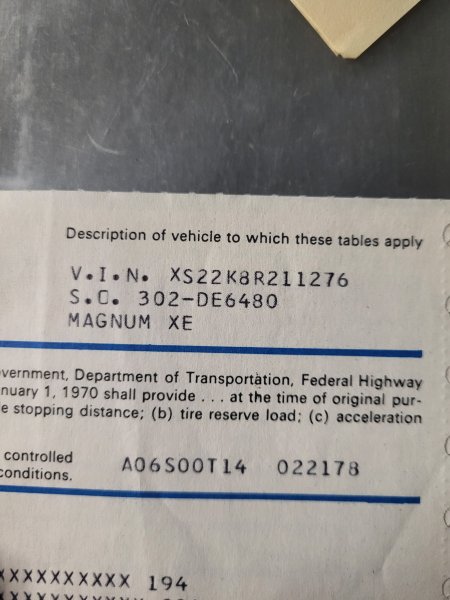 Description of vehicle to which these tables apply
V.I.N. XS22K8R211276
S.O. 302-DE6480
MAGNUM XE
vernment, Department of Transportation, Federal Highway
nuary 1, 1970 shall provide . . . at the time of original pur-
e stopping distance; (b) tire reserve load; (c) acceleration
controlled
conditions. A06S00T14 022178
XXXXXXXXXX 194